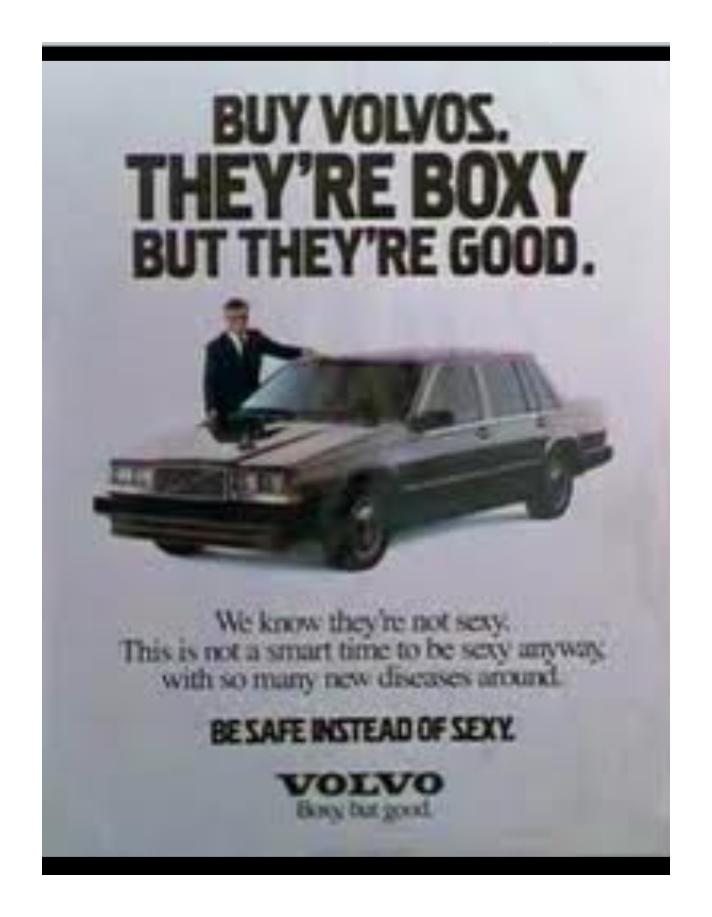 BUY VOLVOS.
THEY'RE BOXY
BUT THEY'RE GOOD.
We know they're not sexy.
This is not a smart time to be sexy anyway,
with so many new diseases around.
BE SAFE INSTEAD OF SEXY.
VOLVO
Boxy, but good.